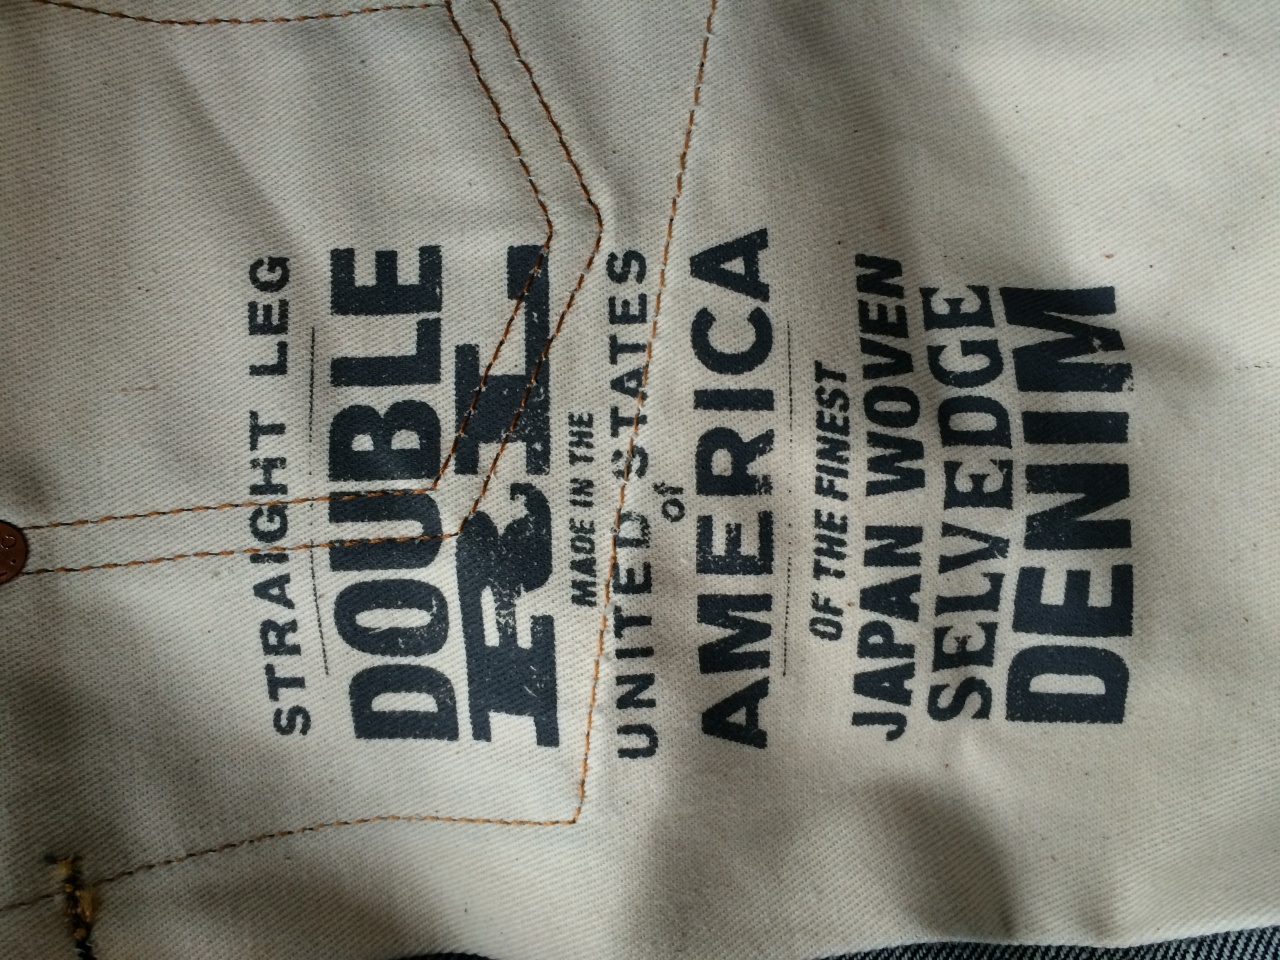 STRAIGHT LEG
DOUBLE
RL
MADE IN THE
UNITED STATES
of
AMERICA
OF THE FINEST
JAPAN WOVEN
SELVEDGE
DENIM